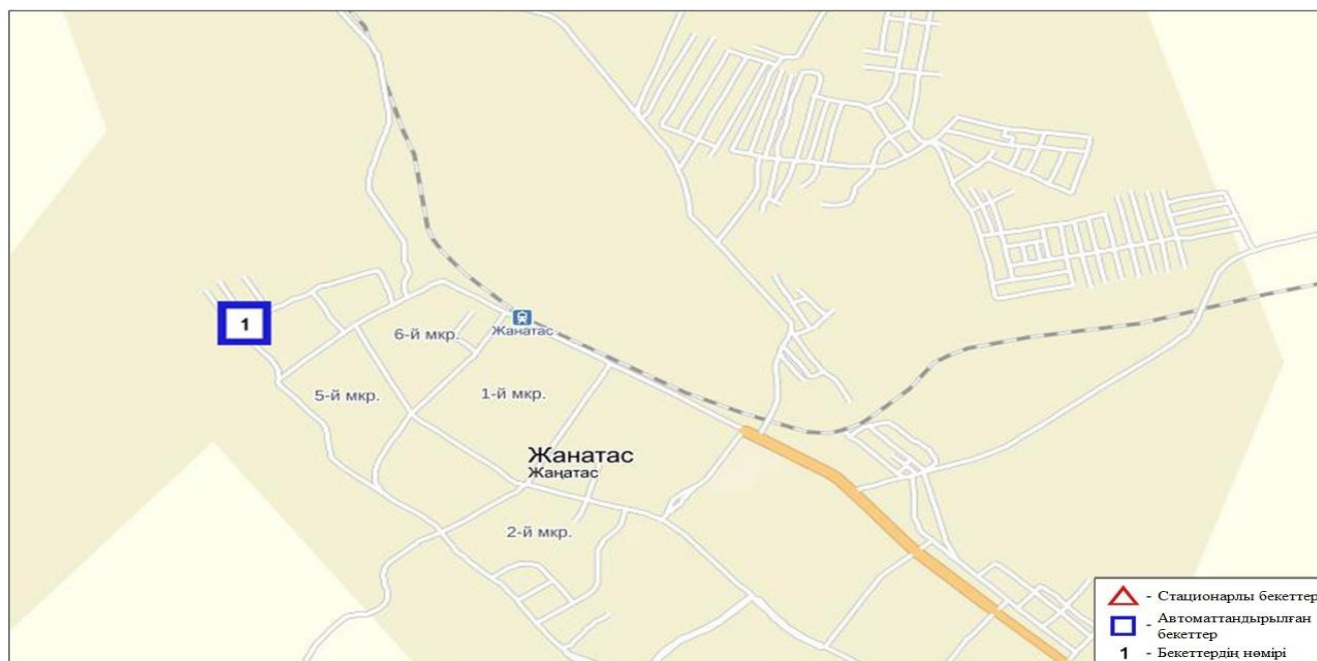 1
6-й мкр.
Жанатас
5-й мкр.
1-й мкр.
Жанатас
Жаңатас
2-й мкр.
- Стационарлы бекеттер
- Автоматтандырылған
бекеттер
1 - Бекеттердің нөмірі